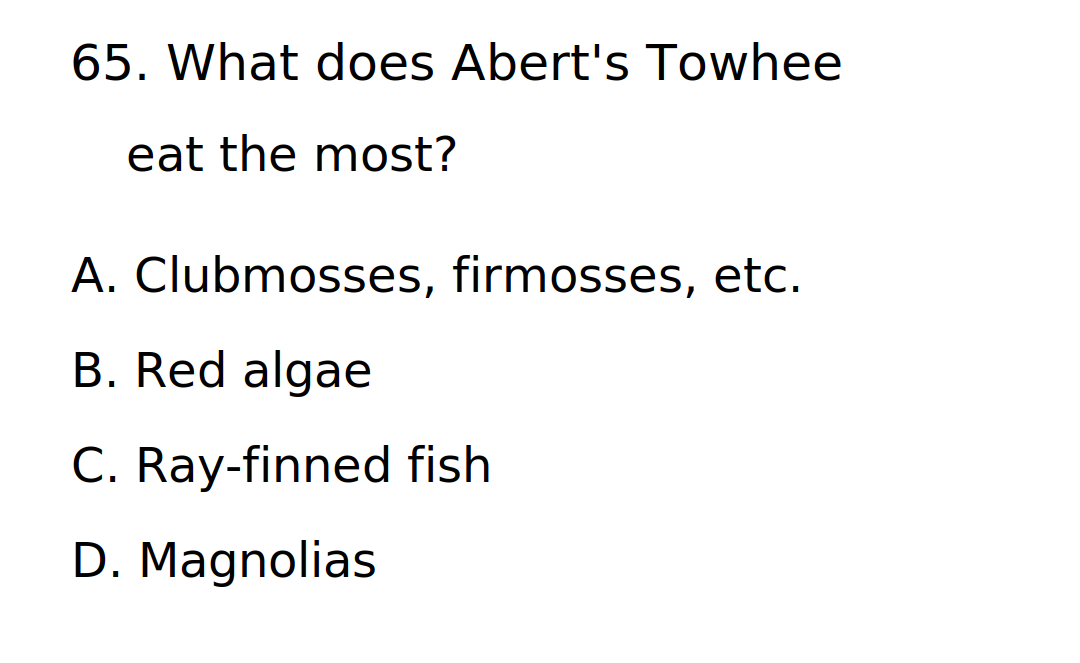 65. What does Abert's Towhee
eat the most?
A. Clubmosses, firmosses, etc.
B. Red algae
C. Ray-finned fish
D. Magnolias